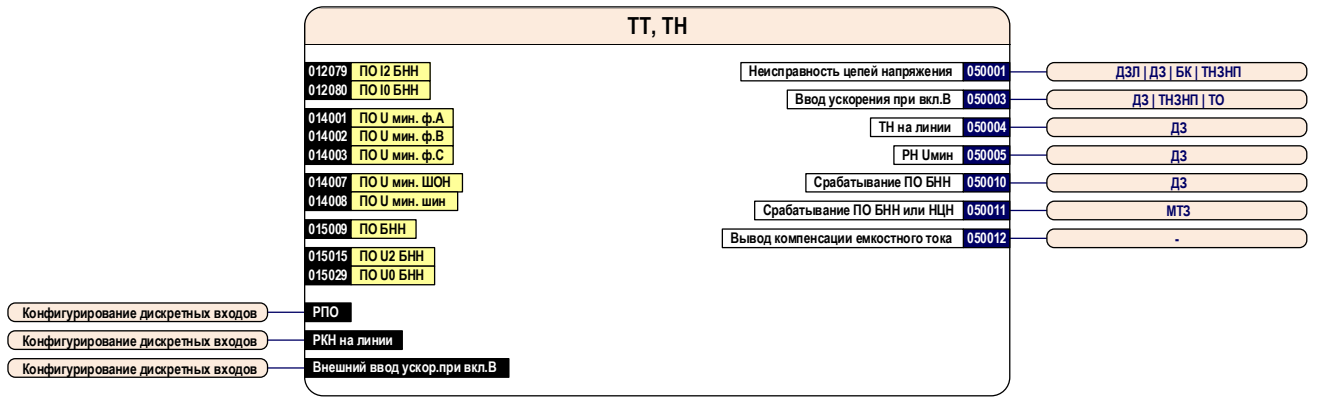 ТТ, ТН
012079 ПО I2 БНН
012080 ПО I0 БНН
014001 ПО U мин. ф.А
014002 ПО U мин. ф.В
014003 ПО U мин. ф.С
014007 ПО U мин. ШОН
014008 ПО U мин. шин
015009 ПО БНН
015015 ПО U2 БНН
015029 ПО U0 БНН
Конфигурирование дискретных входов РПО
Конфигурирование дискретных входов РКН на линии
Конфигурирование дискретных входов Внешний ввод ускор.при вкл.В
Неисправность цепей напряжения 050001 ДЗЛ | ДЗ | БК | ТНЗНП
Ввод ускорения при вкл.В 050003 ДЗ | ТНЗНП | ТО
ТН на линии 050004 ДЗ
РН Uмин 050005 ДЗ
Срабатывание ПО БНН 050010 ДЗ
Срабатывание ПО БНН или НЦН 050011 МТЗ
Вывод компенсации емкостного тока 050012 -